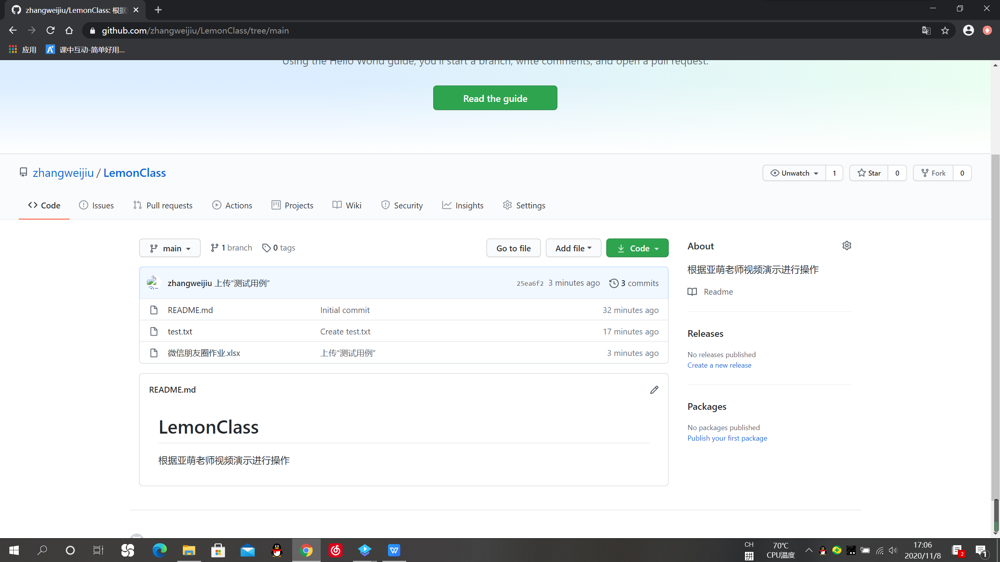 zhangweijiu/LemonClass: 根据
github.com/zhangweijiu/LemonClass/tree/main
应用
课中互动-简单好用...
Using the Hello World guide, you'll start a branch, write comments, and open a pull request.
Read the guide
zhangweijiu / LemonClass
Unwatch 1 Star 0 Fork 0
Code Issues Pull requests Actions Projects Wiki Security Insights Settings
main 1 branch 0 tags Go to file Add file Code
zhangweijiu 上传“测试用例” 25ea6f2 3 minutes ago 3 commits
README.md Initial commit 32 minutes ago
test.txt Create test.txt 17 minutes ago
微信朋友圈作业.xlsx 上传“测试用例” 3 minutes ago
README.md
LemonClass
根据亚萌老师视频演示进行操作
About
根据亚萌老师视频演示进行操作
Readme
Releases
No releases published
Create a new release
Packages
No packages published
Publish your first package
CH
拼
70℃
CPU温度
17:06
2020/11/8
2
1